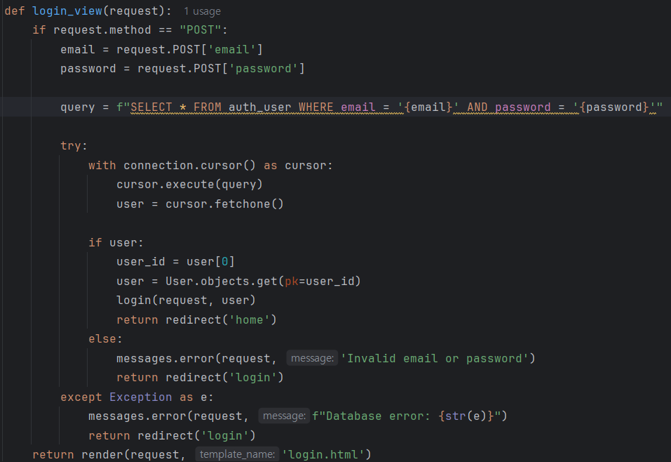 def login_view(request): 1 usage
    if request.method == "POST":
        email = request.POST['email']
        password = request.POST['password']

        query = f"SELECT * FROM auth_user WHERE email = '{email}' AND password = '{password}'"

        try:
            with connection.cursor() as cursor:
                cursor.execute(query)
                user = cursor.fetchone()

            if user:
                user_id = user[0]
                user = User.objects.get(pk=user_id)
                login(request, user)
                return redirect('home')
            else:
                messages.error(request, message: 'Invalid email or password')
                return redirect('login')
        except Exception as e:
            messages.error(request, message: f"Database error: {str(e)}")
            return redirect('login')
    return render(request, template_name: 'login.html')